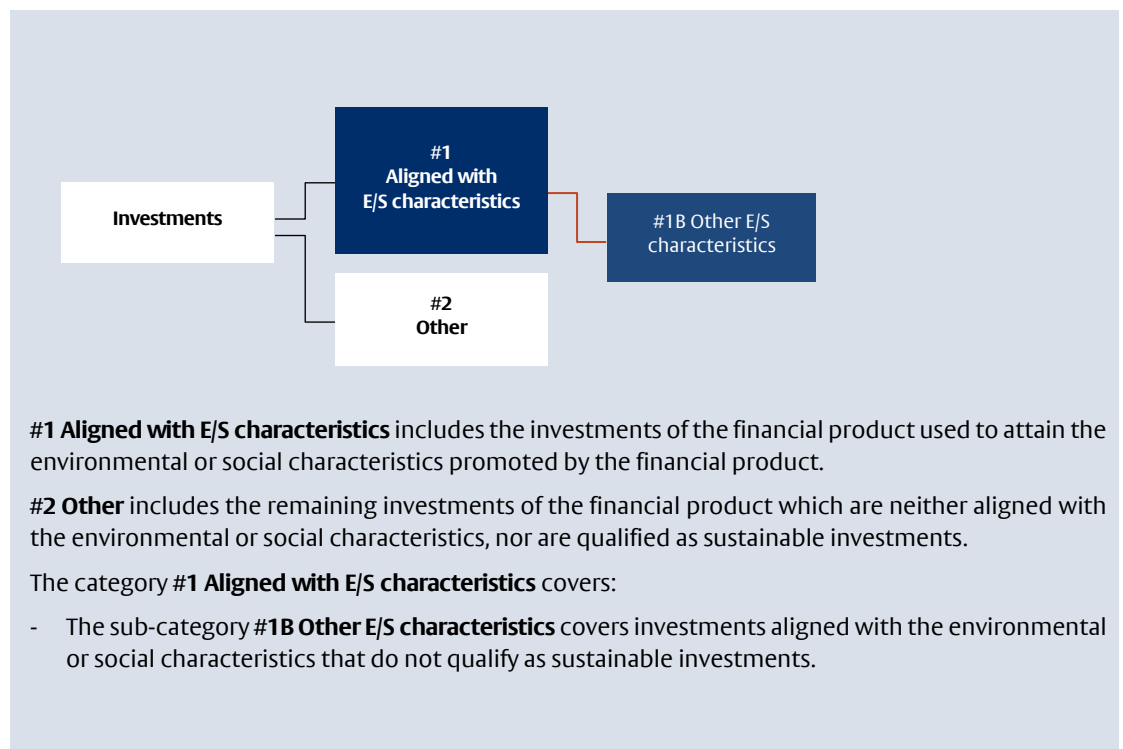 #1
Aligned with
E/S characteristics
Investments
#1B Other E/S
characteristics
#2
Other
#1 Aligned with E/S characteristics includes the investments of the financial product used to attain the
environmental or social characteristics promoted by the financial product.
#2 Other includes the remaining investments of the financial product which are neither aligned with
the environmental or social characteristics, nor are qualified as sustainable investments.
The category #1 Aligned with E/S characteristics covers:
- The sub-category #1B Other E/S characteristics covers investments aligned with the environmental
or social characteristics that do not qualify as sustainable investments.